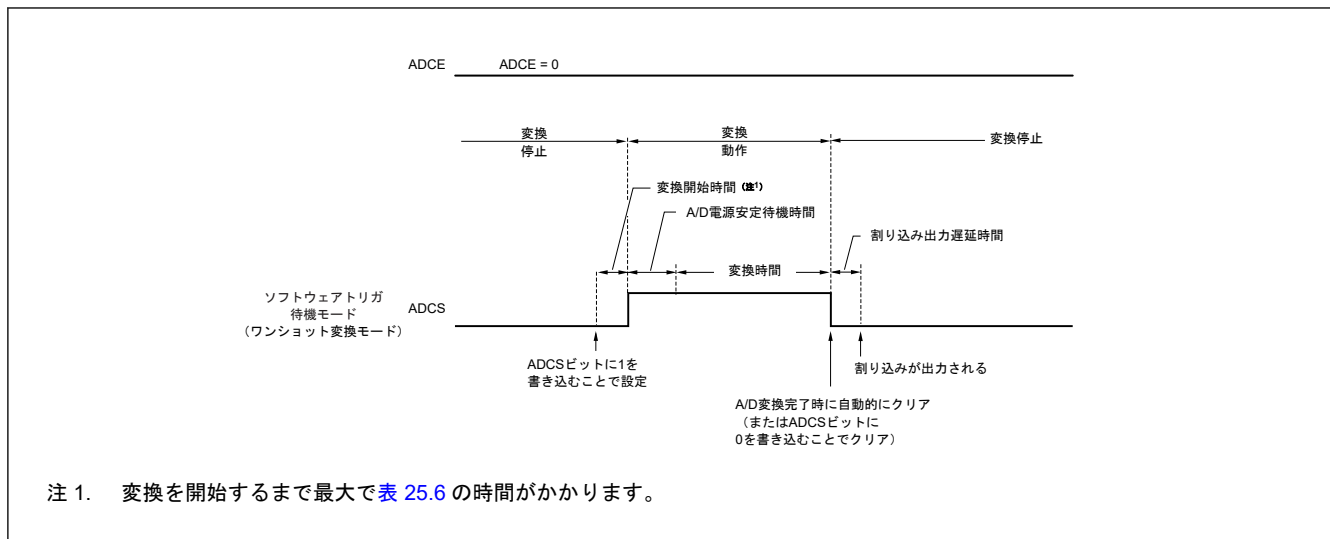 ADCE ADCE = 0
変換
停止
変換
動作
変換停止
変換開始時間 (注1)
A/D電源安定待機時間
割り込み出力遅延時間
変換時間
ソフトウェアトリガ
待機モード
（ワンショット変換モード）
ADCS
ADCSビットに1を
書き込むことで設定
割り込みが出力される
A/D変換完了時に自動的にクリア
（またはADCSビットに
0を書き込むことでクリア）
注 1. 変換を開始するまで最大で表 25.6 の時間がかかります。